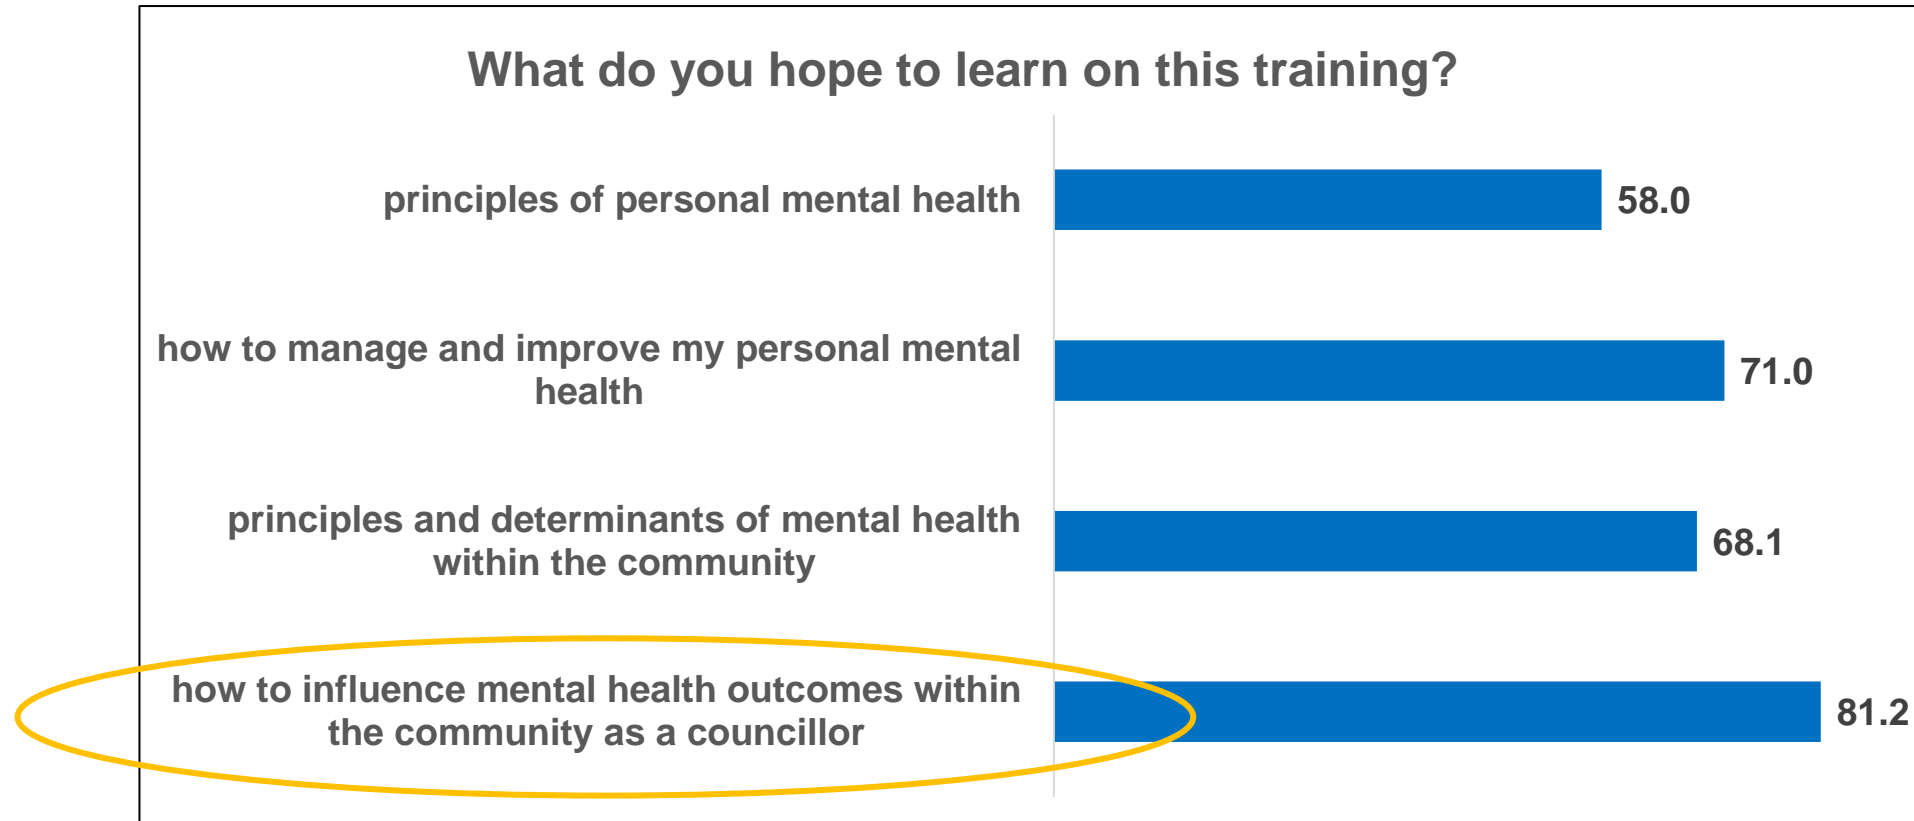 What do you hope to learn on this training?
principles of personal mental health
58.0
how to manage and improve my personal mental
health
71.0
principles and determinants of mental health
within the community
68.1
how to influence mental health outcomes within
the community as a councillor
81.2